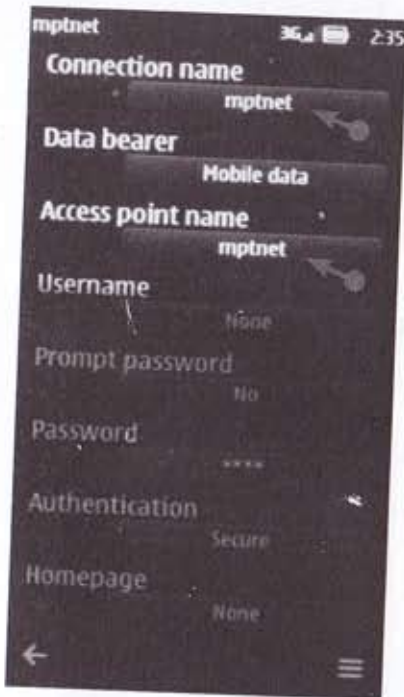 mptnet 3G 2:35
Connection name
mptnet
Data bearer
Mobile data
Access point name
mptnet
Username
None
Prompt password
No
Password
****
Authentication
Secure
Homepage
None